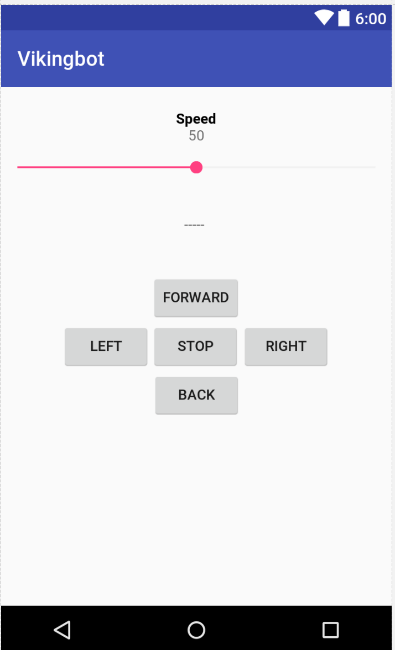 6:00
Vikingbot
Speed
50
-----
FORWARD
LEFT STOP RIGHT
BACK